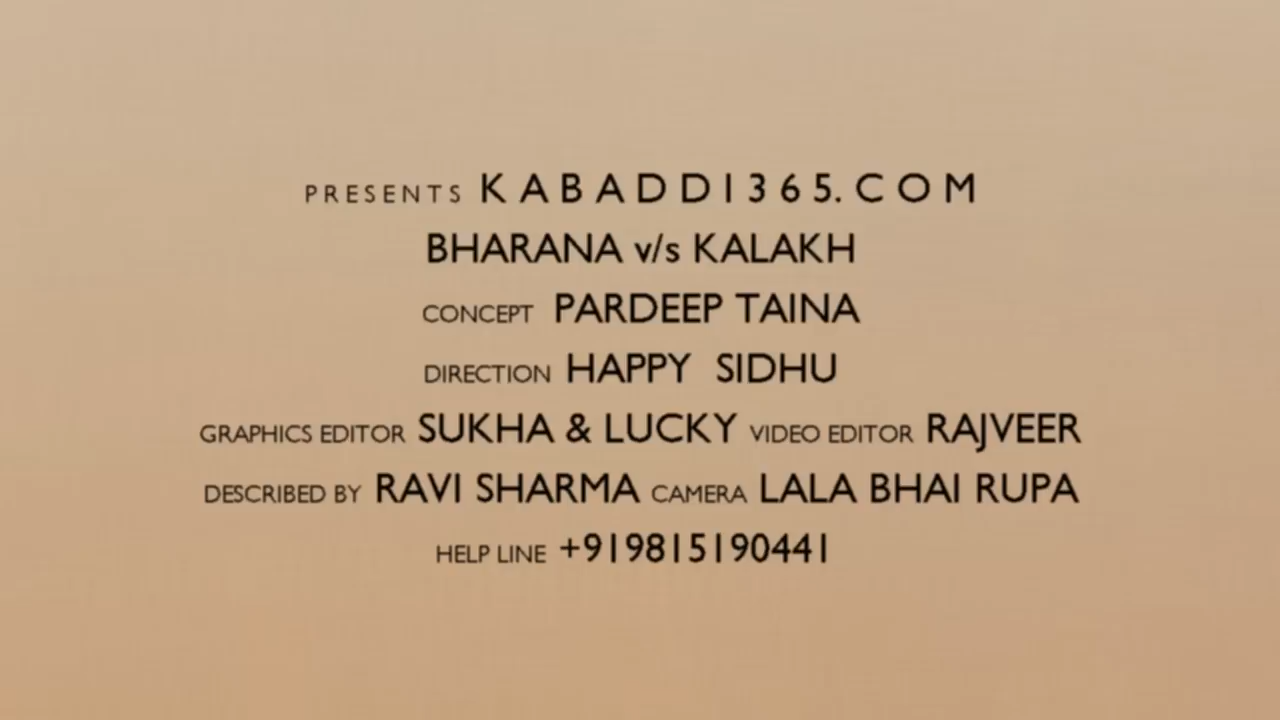 PRESENTS KABADDI365.COM
BHARANA v/s KALAKH
CONCEPT PARDEEP TAINA
DIRECTION HAPPY SIDHU
GRAPHICS EDITOR SUKHA & LUCKY VIDEO EDITOR RAJVEER
DESCRIBED BY RAVI SHARMA CAMERA LALA BHAI RUPA
HELP LINE +919815190441